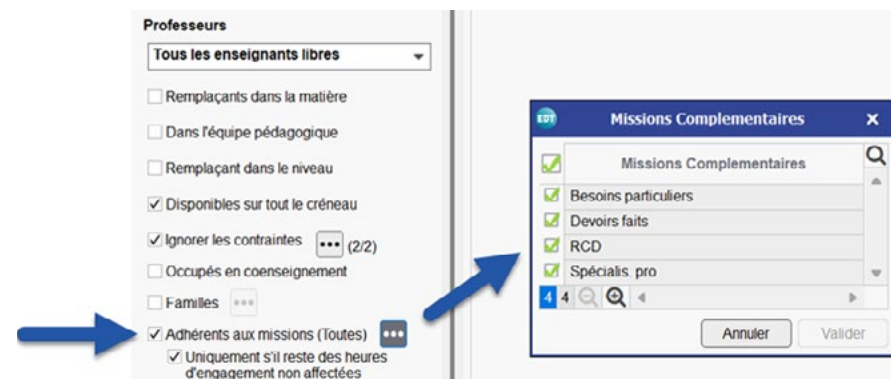 Professeurs
Tous les enseignants libres
Remplaçants dans la matière
Dans l'équipe pédagogique
Remplaçant dans le niveau
Disponibles sur tout le créneau
Ignorer les contraintes ... (2/2)
Occupés en coenseignement
Familles ...
Adhérents aux missions (Toutes) ...
Uniquement s'il reste des heures
d'engagement non affectées
EDT Missions Complementaires X
Missions Complementaires
Besoins particuliers
Devoirs faits
RCD
Spécialis. pro
4 4
Annuler Valider